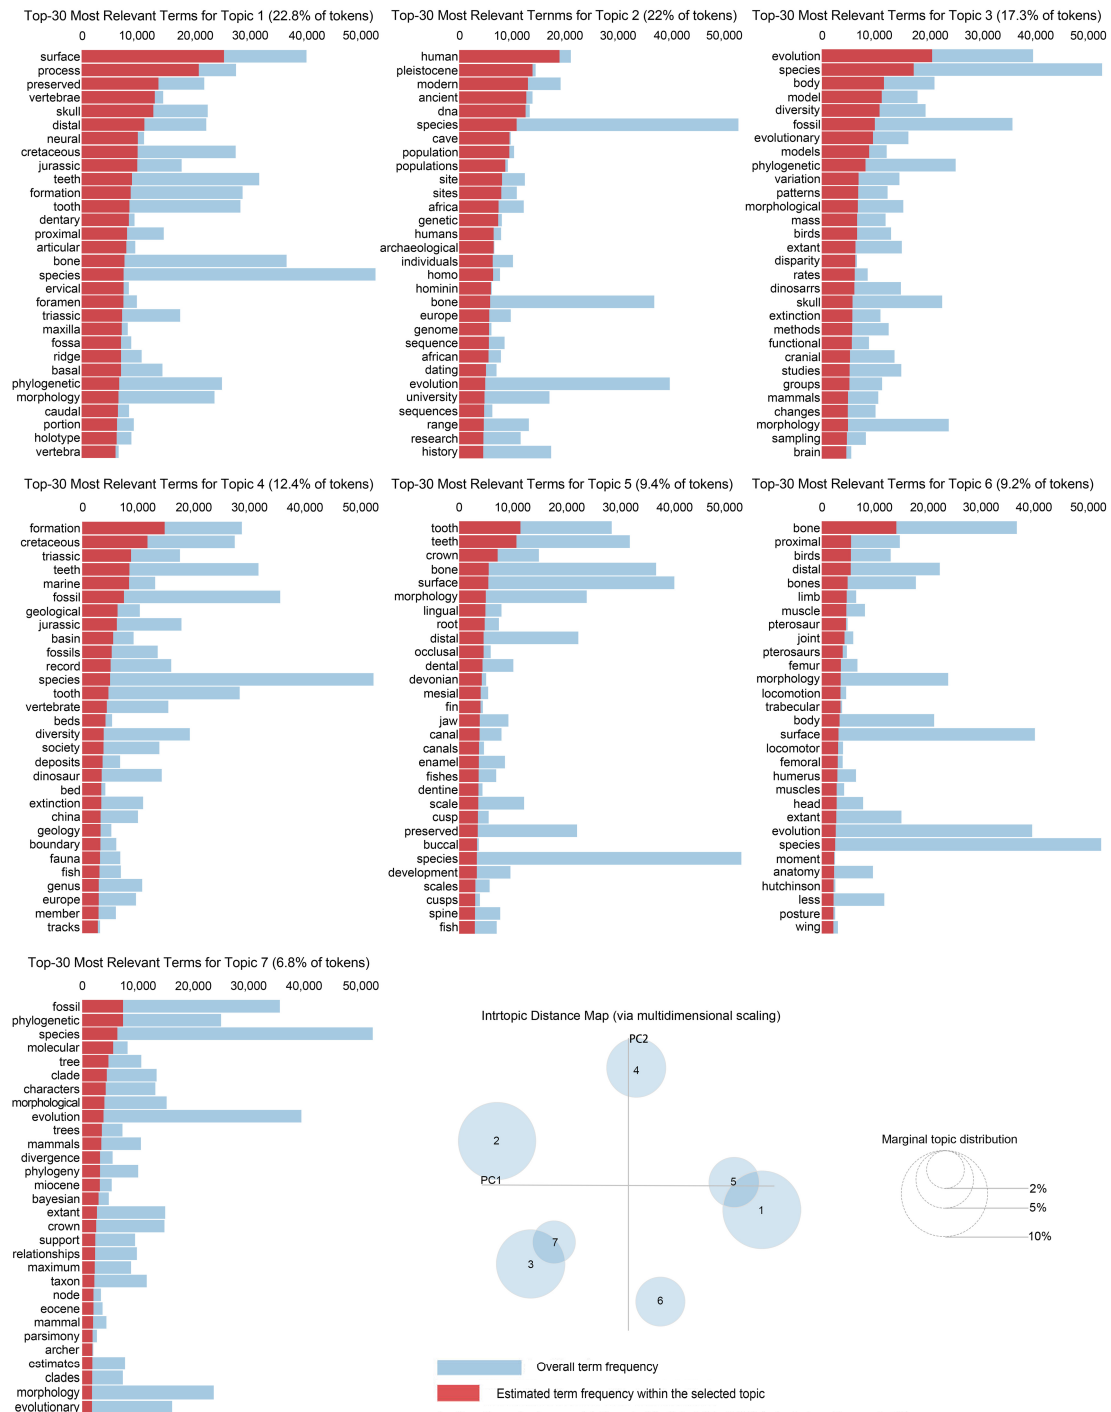 Top-30 Most Relevant Terms for Topic 1 (22.8% of tokens)
0 10,000 20,000 30,000 40,000 50,000
surface
process
preserved
vertebrae
skull
distal
neural
cretaceous
jurassic
teeth
formation
tooth
dentary
proximal
articular
bone
species
ervical
foramen
triassic
maxilla
fossa
ridge
basal
phylogenetic
morphology
caudal
portion
holotype
vertebra
Top-30 Most Relevant Ternms for Topic 2 (22% of tokens)
0 10,000 20,000 30,000 40,000 50,000
human
pleistocene
modern
ancient
dna
species
cave
population
populations
site
sites
africa
genetic
humans
archaeological
individuals
homo
hominin
bone
europe
genome
sequence
african
dating
evolution
university
sequences
range
research
history
Top-30 Most Relevant Terms for Topic 3 (17.3% of tokens)
0 10,000 20,000 30,000 40,000 50,000
evolution
species
body
model
diversity
fossil
evolutionary
models
phylogenetic
variation
patterns
morphological
mass
birds
extant
disparity
rates
dinosarrs
skull
extinction
methods
functional
cranial
studies
groups
mammals
changes
morphology
sampling
brain
Top-30 Most Relevant Terms for Topic 4 (12.4% of tokens)
0 10,000 20,000 30,000 40,000 50,000
formation
cretaceous
triassic
teeth
marine
fossil
geological
jurassic
basin
fossils
record
species
tooth
vertebrate
beds
diversity
society
deposits
dinosaur
bed
extinction
china
geology
boundary
fauna
fish
genus
europe
member
tracks
Top-30 Most Relevant Terms for Topic 5 (9.4% of tokens)
0 10,000 20,000 30,000 40,000 50,000
tooth
teeth
crown
bone
surface
morphology
lingual
root
distal
occlusal
dental
devonian
mesial
fin
jaw
canal
canals
enamel
fishes
dentine
scale
cusp
preserved
buccal
species
development
scales
cusps
spine
fish
Top-30 Most Relevant Terms for Topic 6 (9.2% of tokens)
0 10,000 20,000 30,000 40,000 50,000
bone
proximal
birds
distal
bones
limb
muscle
pterosaur
joint
pterosaurs
femur
morphology
locomotion
trabecular
body
surface
locomotor
femoral
humerus
muscles
head
extant
evolution
species
moment
anatomy
hutchinson
less
posture
wing
Top-30 Most Relevant Terms for Topic 7 (6.8% of tokens)
0 10,000 20,000 30,000 40,000 50,000
fossil
phylogenetic
species
molecular
tree
clade
characters
morphological
evolution
trees
mammals
divergence
phylogeny
miocene
bayesian
extant
crown
support
relationships
maximum
taxon
node
eocene
mammal
parsimony
archer
estimates
clades
morphology
evolutionary
Intrtopic Distance Map (via multidimensional scaling)
PC2
4
2
PC1
5
1
7
3
6
Marginal topic distribution
2%
5%
10%
Overall term frequency
Estimated term frequency within the selected topic